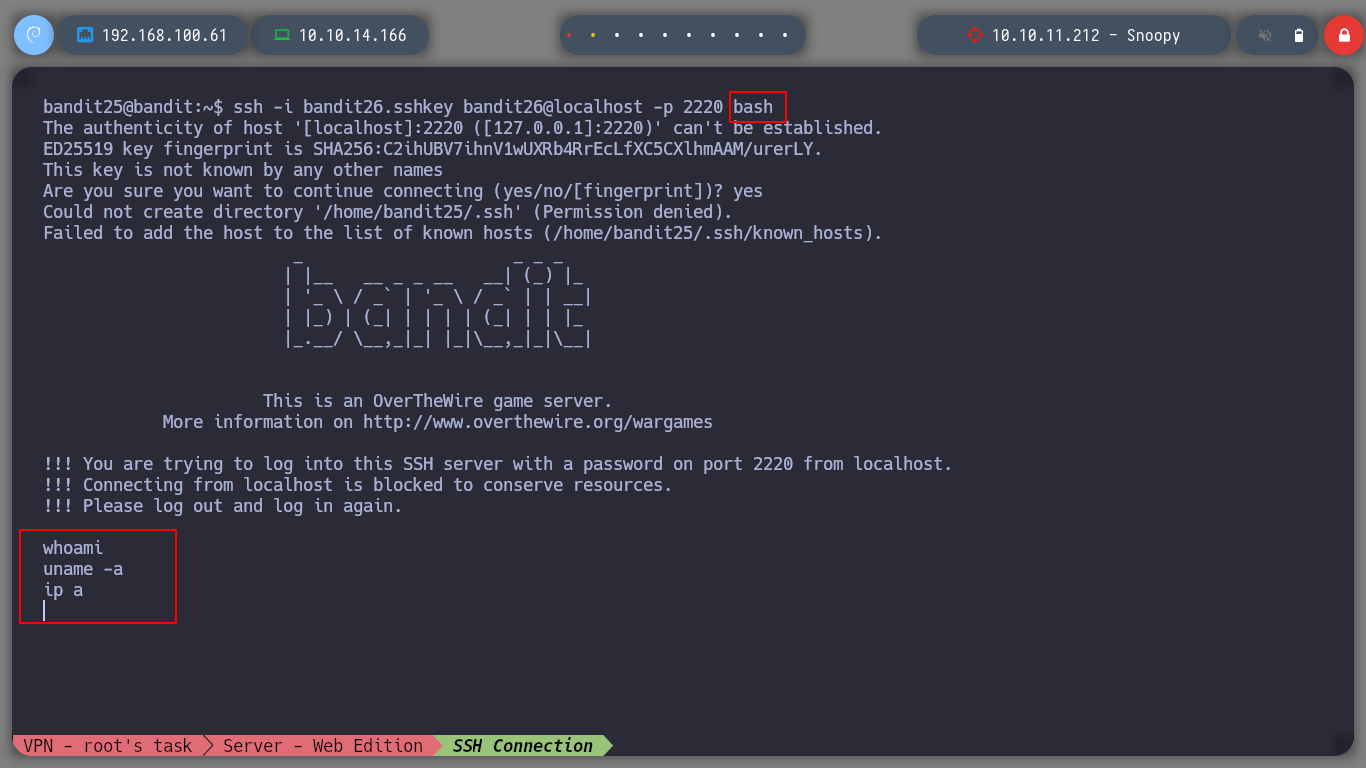 192.168.100.61 10.10.14.166 10.10.11.212 - Snoopy
bandit25@bandit:~$ ssh -i bandit26.sshkey bandit26@localhost -p 2220 bash
The authenticity of host '[localhost]:2220 ([127.0.0.1]:2220)' can't be established.
ED25519 key fingerprint is SHA256:C2ihUBV7ihnV1wUXRb4RrEcLfXC5CXlhmAAM/urerLY.
This key is not known by any other names
Are you sure you want to continue connecting (yes/no/[fingerprint])? yes
Could not create directory '/home/bandit25/.ssh' (Permission denied).
Failed to add the host to the list of known hosts (/home/bandit25/.ssh/known_hosts).
bandit
This is an OverTheWire game server.
More information on http://www.overthewire.org/wargames
!!! You are trying to log into this SSH server with a password on port 2220 from localhost.
!!! Connecting from localhost is blocked to conserve resources.
!!! Please log out and log in again.
whoami
uname -a
ip a
VPN - root's task Server - Web Edition SSH Connection